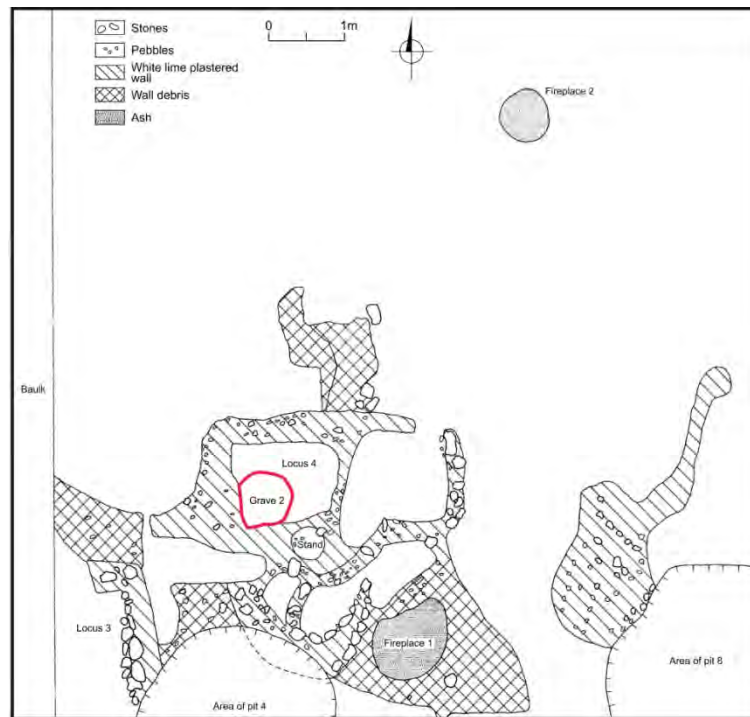 Stones
Pebbles
White lime plastered
wall
Wall debris
Ash
0 1m
Fireplace 2
Baulk
Locus 4
Grave 2
Stand
Locus 3
Fireplace 1
Area of pit 4
Area of pit 8